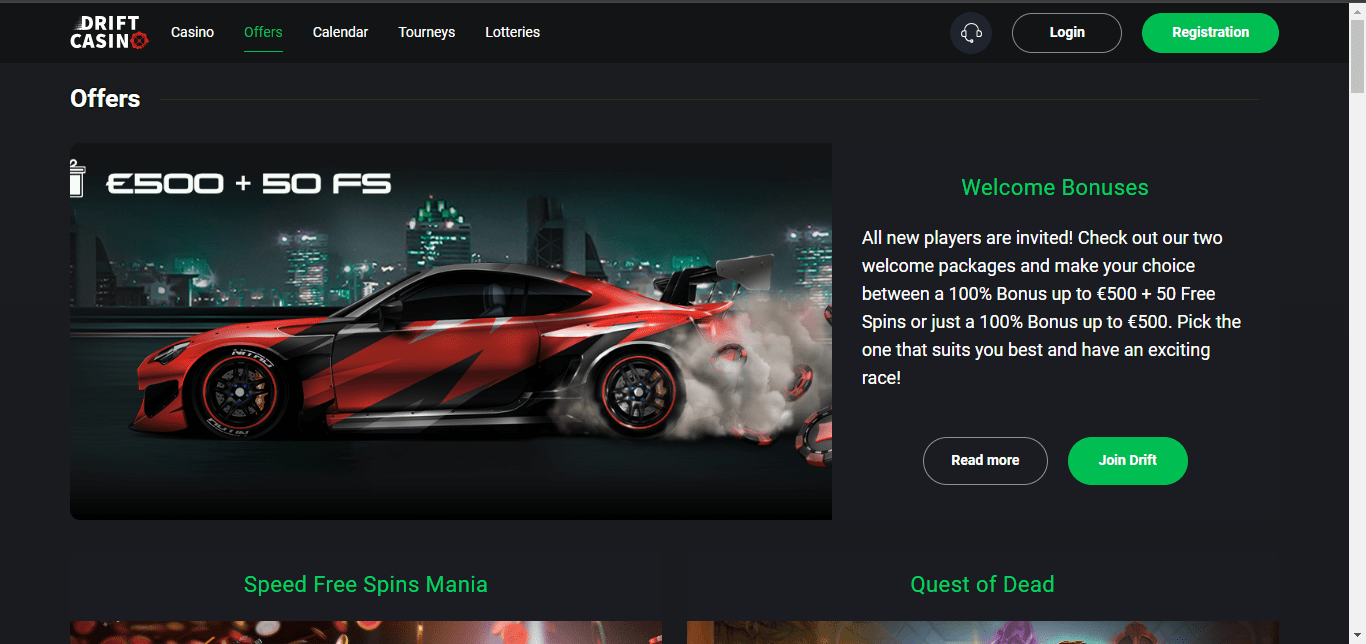 DRIFT
CASINO
Casino
Offers
Calendar
Tourneys
Lotteries
Login
Registration
Offers
€500 + 50 FS
NITRO
Welcome Bonuses
All new players are invited! Check out our two
welcome packages and make your choice
between a 100% Bonus up to €500 + 50 Free
Spins or just a 100% Bonus up to €500. Pick the
one that suits you best and have an exciting
race!
Read more
Join Drift
Speed Free Spins Mania
Quest of Dead